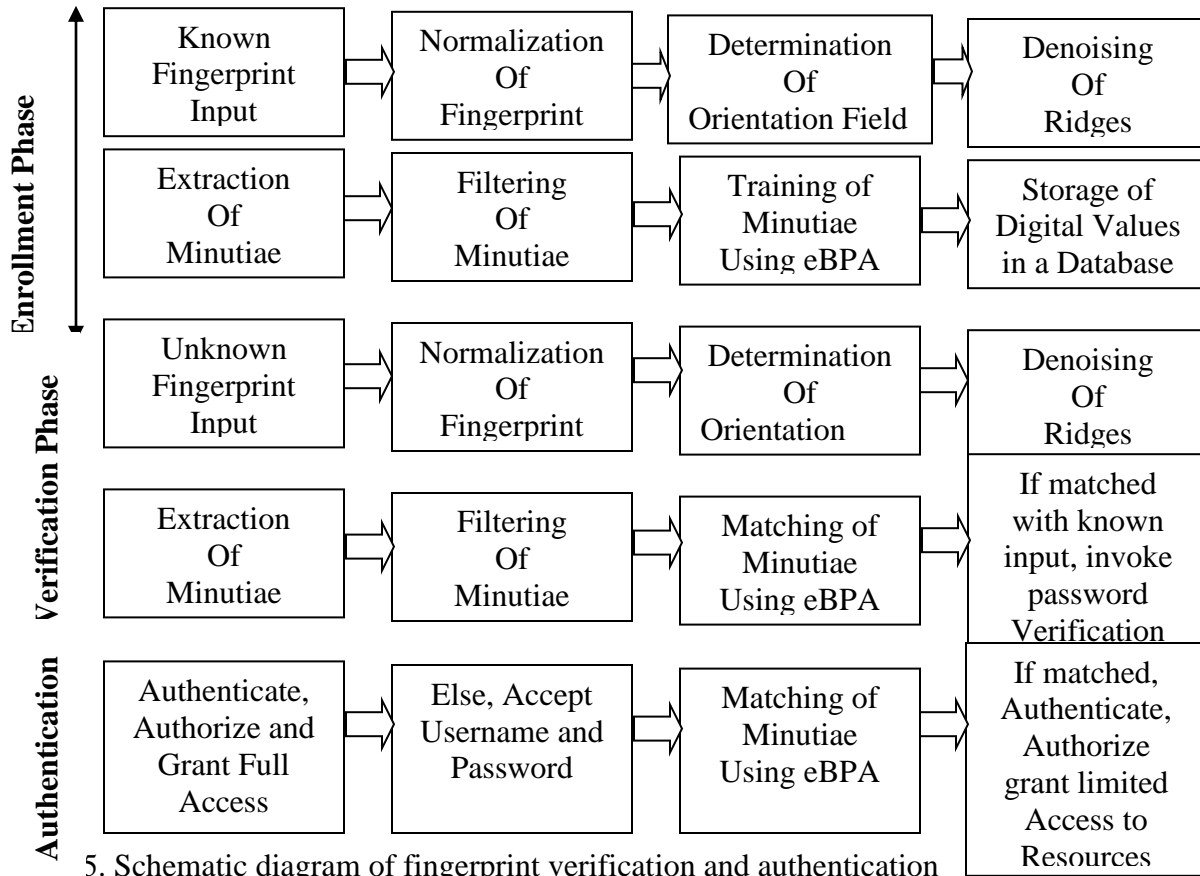 Enrollment Phase
Known
Fingerprint
Input
Normalization
Of
Fingerprint
Determination
Of
Orientation Field
Denoising
Of
Ridges
Extraction
Of
Minutiae
Filtering
Of
Minutiae
Training of
Minutiae
Using eBPA
Storage of
Digital Values
in a Database
Verification Phase
Unknown
Fingerprint
Input
Normalization
Of
Fingerprint
Determination
Of
Orientation
Denoising
Of
Ridges
Extraction
Of
Minutiae
Filtering
Of
Minutiae
Matching of
Minutiae
Using eBPA
If matched
with known
input, invoke
password
Verification
Authentication
Authenticate,
Authorize and
Grant Full
Access
Else, Accept
Username and
Password
Matching of
Minutiae
Using eBPA
If matched,
Authenticate,
Authorize
grant limited
Access to
Resources
5. Schematic diagram of fingerprint verification and authentication